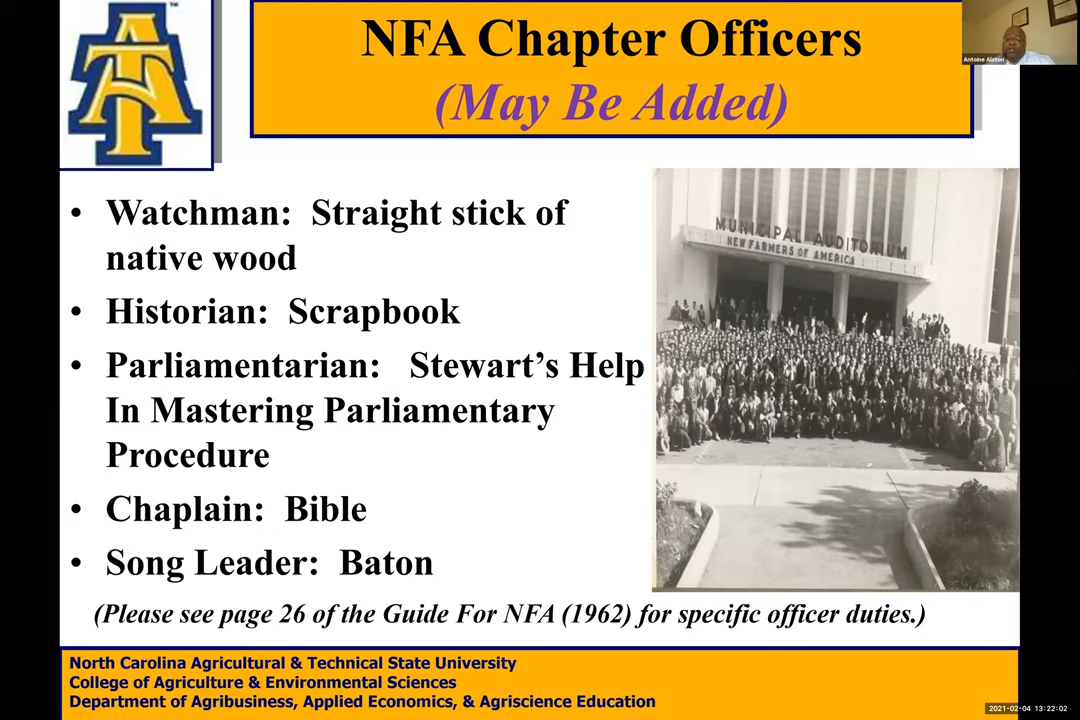 NFA Chapter Officers
(May Be Added)
Antoine Alston
AT
TM
• Watchman: Straight stick of
native wood
• Historian: Scrapbook
• Parliamentarian: Stewart’s Help
In Mastering Parliamentary
Procedure
• Chaplain: Bible
• Song Leader: Baton
MUNICIPAL AUDITORIUM
NEW FARMERS OF AMERICA
(Please see page 26 of the Guide For NFA (1962) for specific officer duties.)
North Carolina Agricultural & Technical State University
College of Agriculture & Environmental Sciences
Department of Agribusiness, Applied Economics, & Agriscience Education
2021-02-04 13:22:02